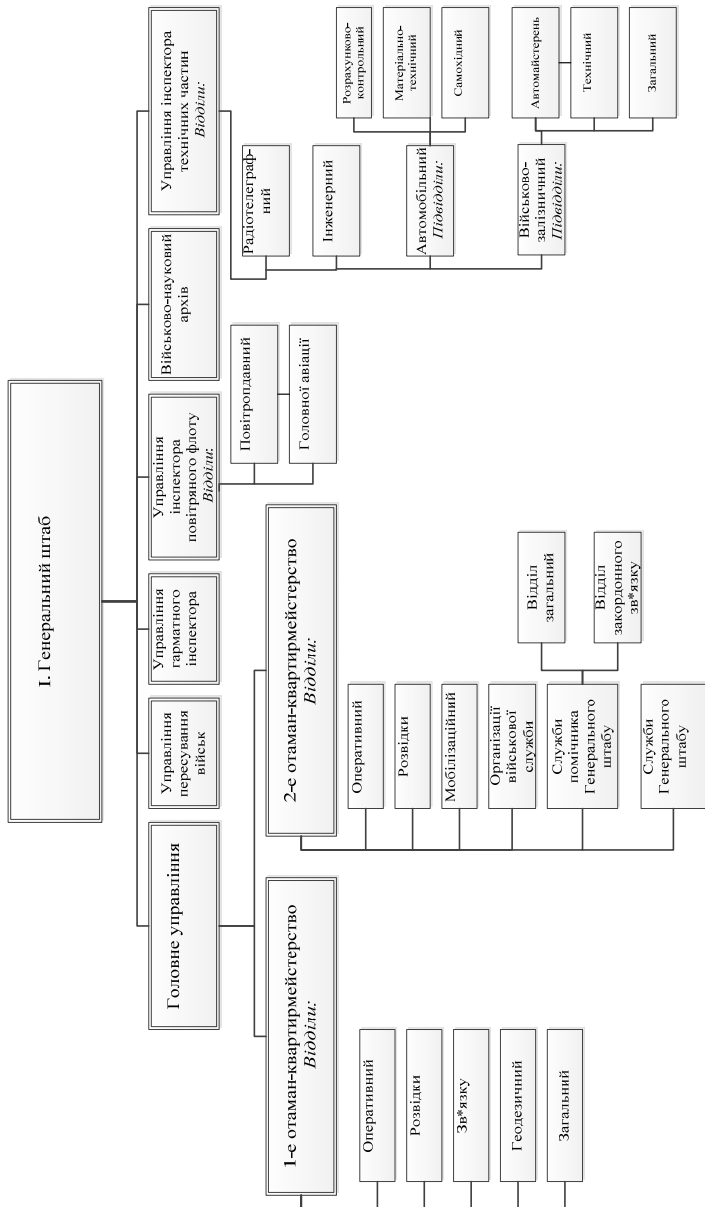 І. Генеральний штаб
Головне управління
Управління
пересування
військ
Управління
гарматного
інспектора
Управління
інспектора
повітряного флоту
Відділи:
Військово-науковий
архів
Управління інспектора
технічних частин
Відділи:
1-е отаман-квартирмейстерство
Відділи:
Оперативний
Розвідки
Зв*язку
Геодезичний
Загальний
2-е отаман-квартирмейстерство
Відділи:
Оперативний
Розвідки
Мобілізаційний
Організації
військової
служби
Служби
помічника
Генерального
штабу
Служби
Генерального
штабу
Відділ
загальний
Відділ
закордонного
зв*язку
Повітропдавний
Головної авіації
Радіотелеграф-
ний
Інженерний
Автомобільний
Підвідділи:
Військово-
залізничний
Підвідділи:
Розрахунково-
контрольний
Матеріально-
технічний
Самохідний
Автомайстерень
Технічний
Загальний